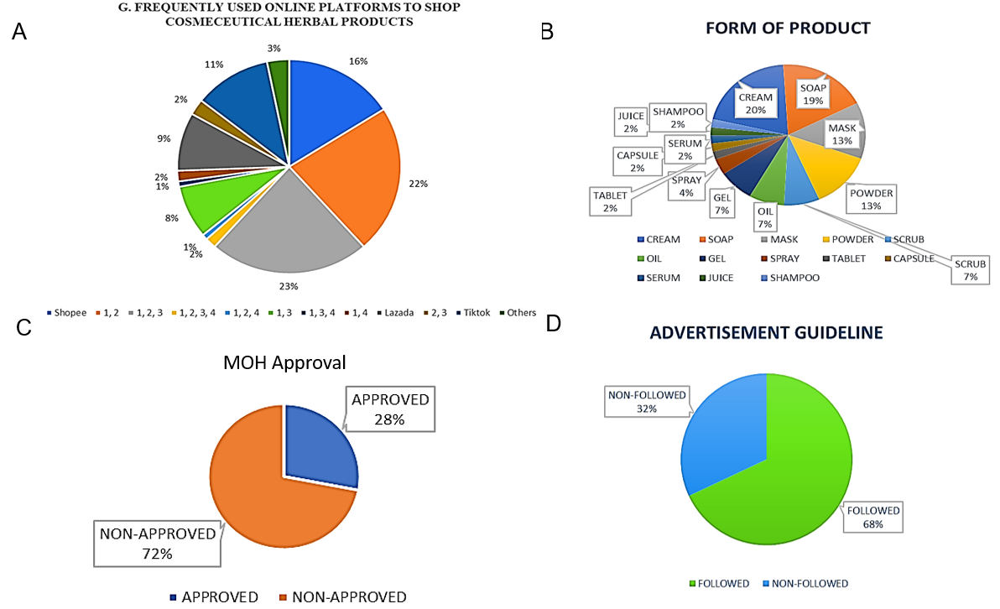 A
G. FREQUENTLY USED ONLINE PLATFORMS TO SHOP
COSMECEUTICAL HERBAL PRODUCTS
3%
16%
11%
2%
9%
22%
2%
1%
8%
1%
2%
23%
Shopee 1, 2 1, 2, 3 1, 2, 3, 4 1, 2, 4 1, 3 1, 3, 4 1, 4 Lazada 2, 3 Tiktok Others
B
FORM OF PRODUCT
CREAM
20%
SOAP
19%
JUICE
2%
SHAMPOO
2%
MASK
13%
SERUM
2%
CAPSULE
2%
SPRAY
4%
TABLET
2%
GEL
7%
OIL
7%
POWDER
13%
SCRUB
7%
CREAM SOAP MASK POWDER SCRUB
OIL GEL SPRAY TABLET CAPSULE
SERUM JUICE SHAMPOO
C
MOH Approval
APPROVED
28%
NON-APPROVED
72%
APPROVED NON-APPROVED
D
ADVERTISEMENT GUIDELINE
NON-FOLLOWED
32%
FOLLOWED
68%
FOLLOWED NON-FOLLOWED